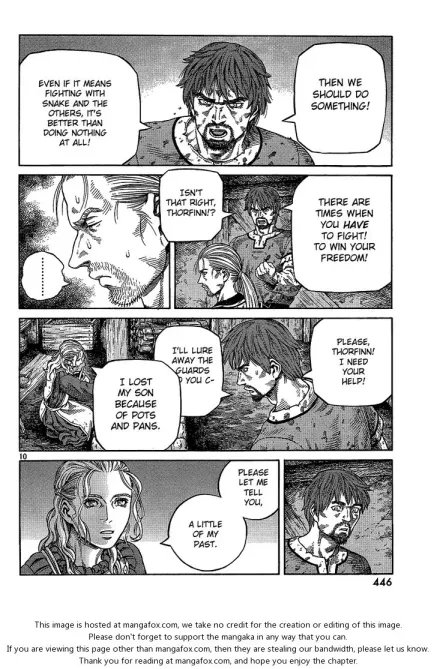 THEN WE
SHOULD DO
SOMETHING!
EVEN IF IT MEANS
FIGHTING WITH
SNAKE AND THE
OTHERS, IT'S
BETTER THAN
DOING NOTHING
AT ALL!
THERE ARE
TIMES WHEN
YOU HAVE
TO FIGHT!
TO WIN YOUR
FREEDOM!
ISN'T
THAT RIGHT,
THORFINN!?
.........
PLEASE,
THORFINN!
I NEED
YOUR
HELP!
I'LL LURE
AWAY THE
GUARDS
YOU C-
I LOST
MY SON
BECAUSE
OF POTS
AND PANS.
10
PLEASE
LET ME
TELL
YOU,
A LITTLE
OF MY
PAST.
446
This image is hosted at mangafox.com, we take no credit for the creation or editing of this image.
Please don't forget to support the mangaka in any way that you can.
If you are viewing this page other than mangafox.com, then they are stealing our bandwdth, please let us know.
Thank you for reading at mangafox.com, and hope you enjoy the chapter.